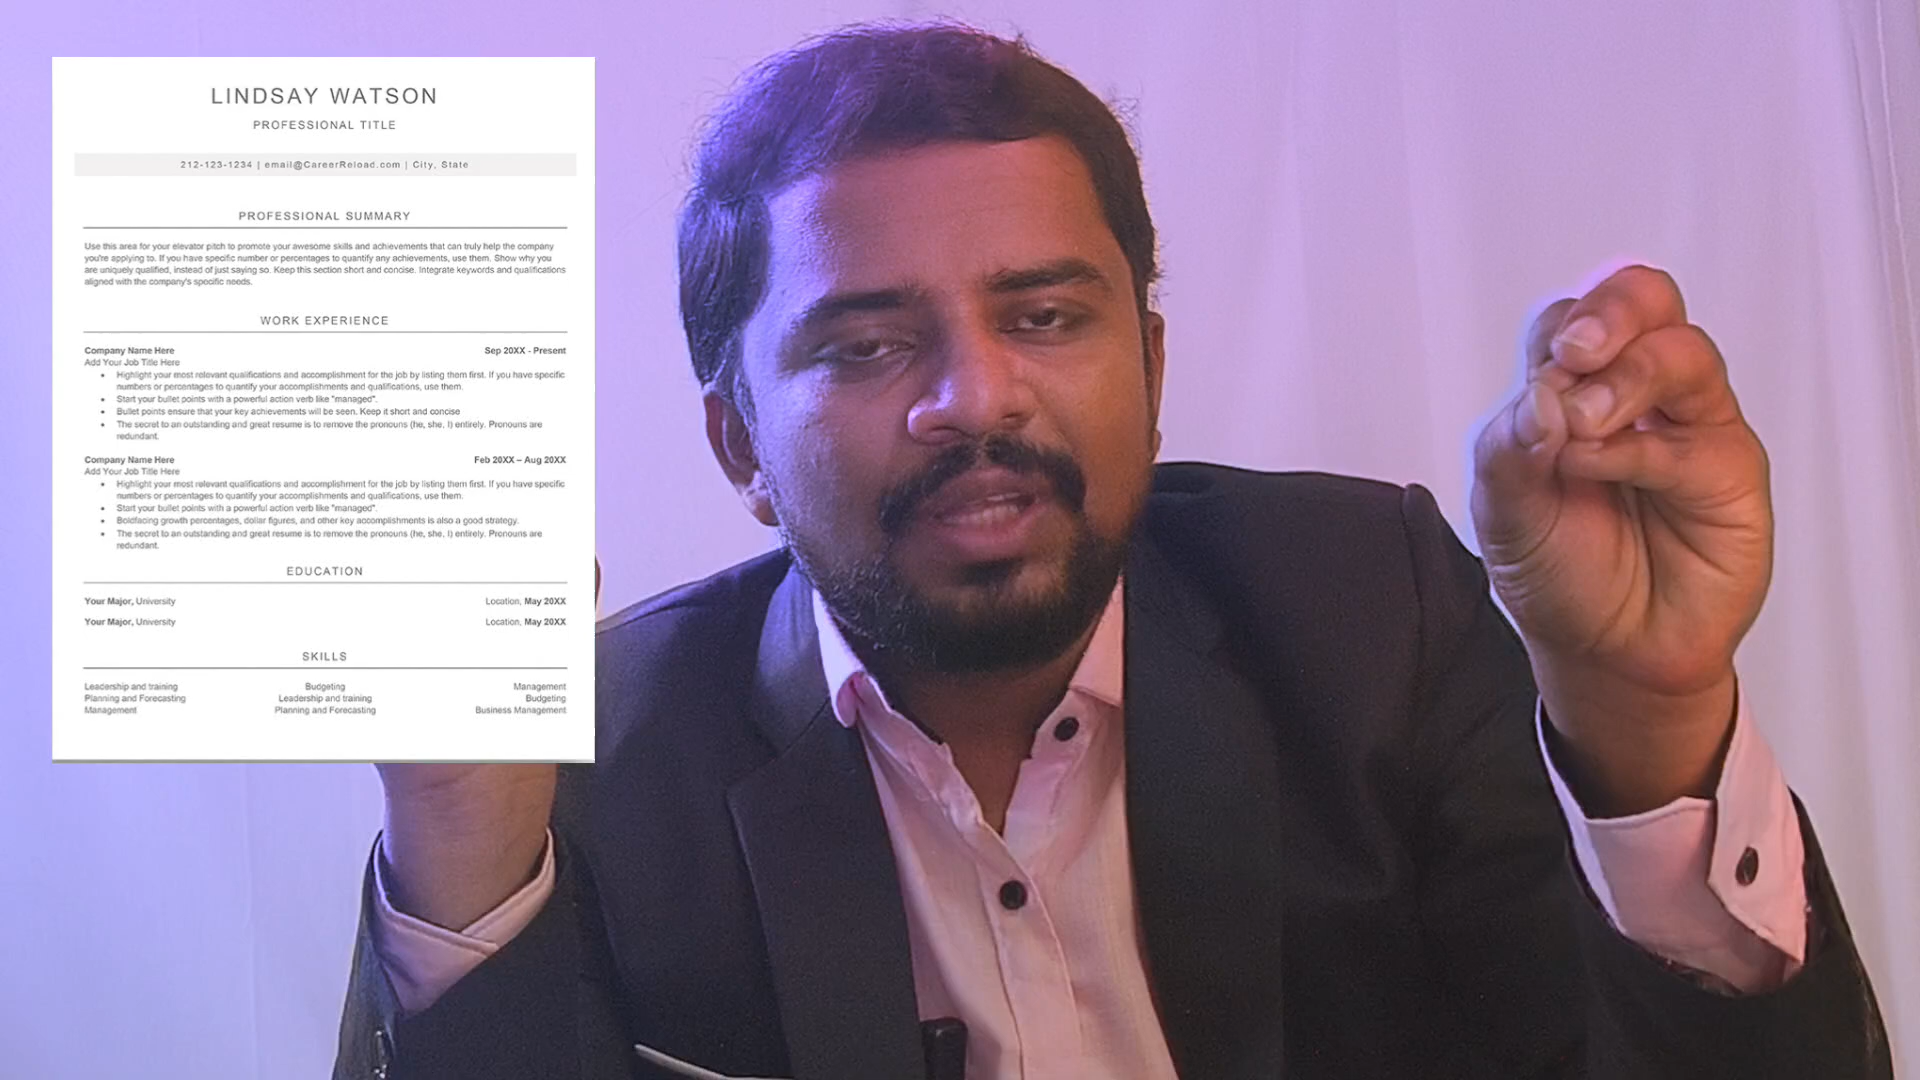 LINDSAY WATSON
PROFESSIONAL TITLE
212-123-1234 | email@CareerReload.com | City, State
PROFESSIONAL SUMMARY
Use this area for your elevator pitch to promote your awesome skills and achievements that can truly help the company
you're applying to. If you have specific number or percentages to quantify any achievements, use them. Show why you
are uniquely qualified, instead of just saying so. Keep this section short and concise. Integrate keywords and qualifications
aligned with the company's specific needs.
WORK EXPERIENCE
Company Name Here Sep 20XX - Present
Add Your Job Title Here
• Highlight your most relevant qualifications and accomplishment for the job by listing them first. If you have specific
numbers or percentages to quantify your accomplishments and qualifications, use them.
• Start your bullet points with a powerful action verb like "managed".
• Bullet points ensure that your key achievements will be seen. Keep it short and concise
• The secret to an outstanding and great resume is to remove the pronouns (he, she, I) entirely. Pronouns are
redundant.
Company Name Here Feb 20XX – Aug 20XX
Add Your Job Title Here
• Highlight your most relevant qualifications and accomplishment for the job by listing them first. If you have specific
numbers or percentages to quantify your accomplishments and qualifications, use them.
• Start your bullet points with a powerful action verb like "managed".
• Boldfacing growth percentages, dollar figures, and other key accomplishments is also a good strategy.
• The secret to an outstanding and great resume is to remove the pronouns (he, she, I) entirely. Pronouns are
redundant.
EDUCATION
Your Major, University Location, May 20XX
Your Major, University Location, May 20XX
SKILLS
Leadership and training Budgeting Management
Planning and Forecasting Leadership and training Budgeting
Management Planning and Forecasting Business Management